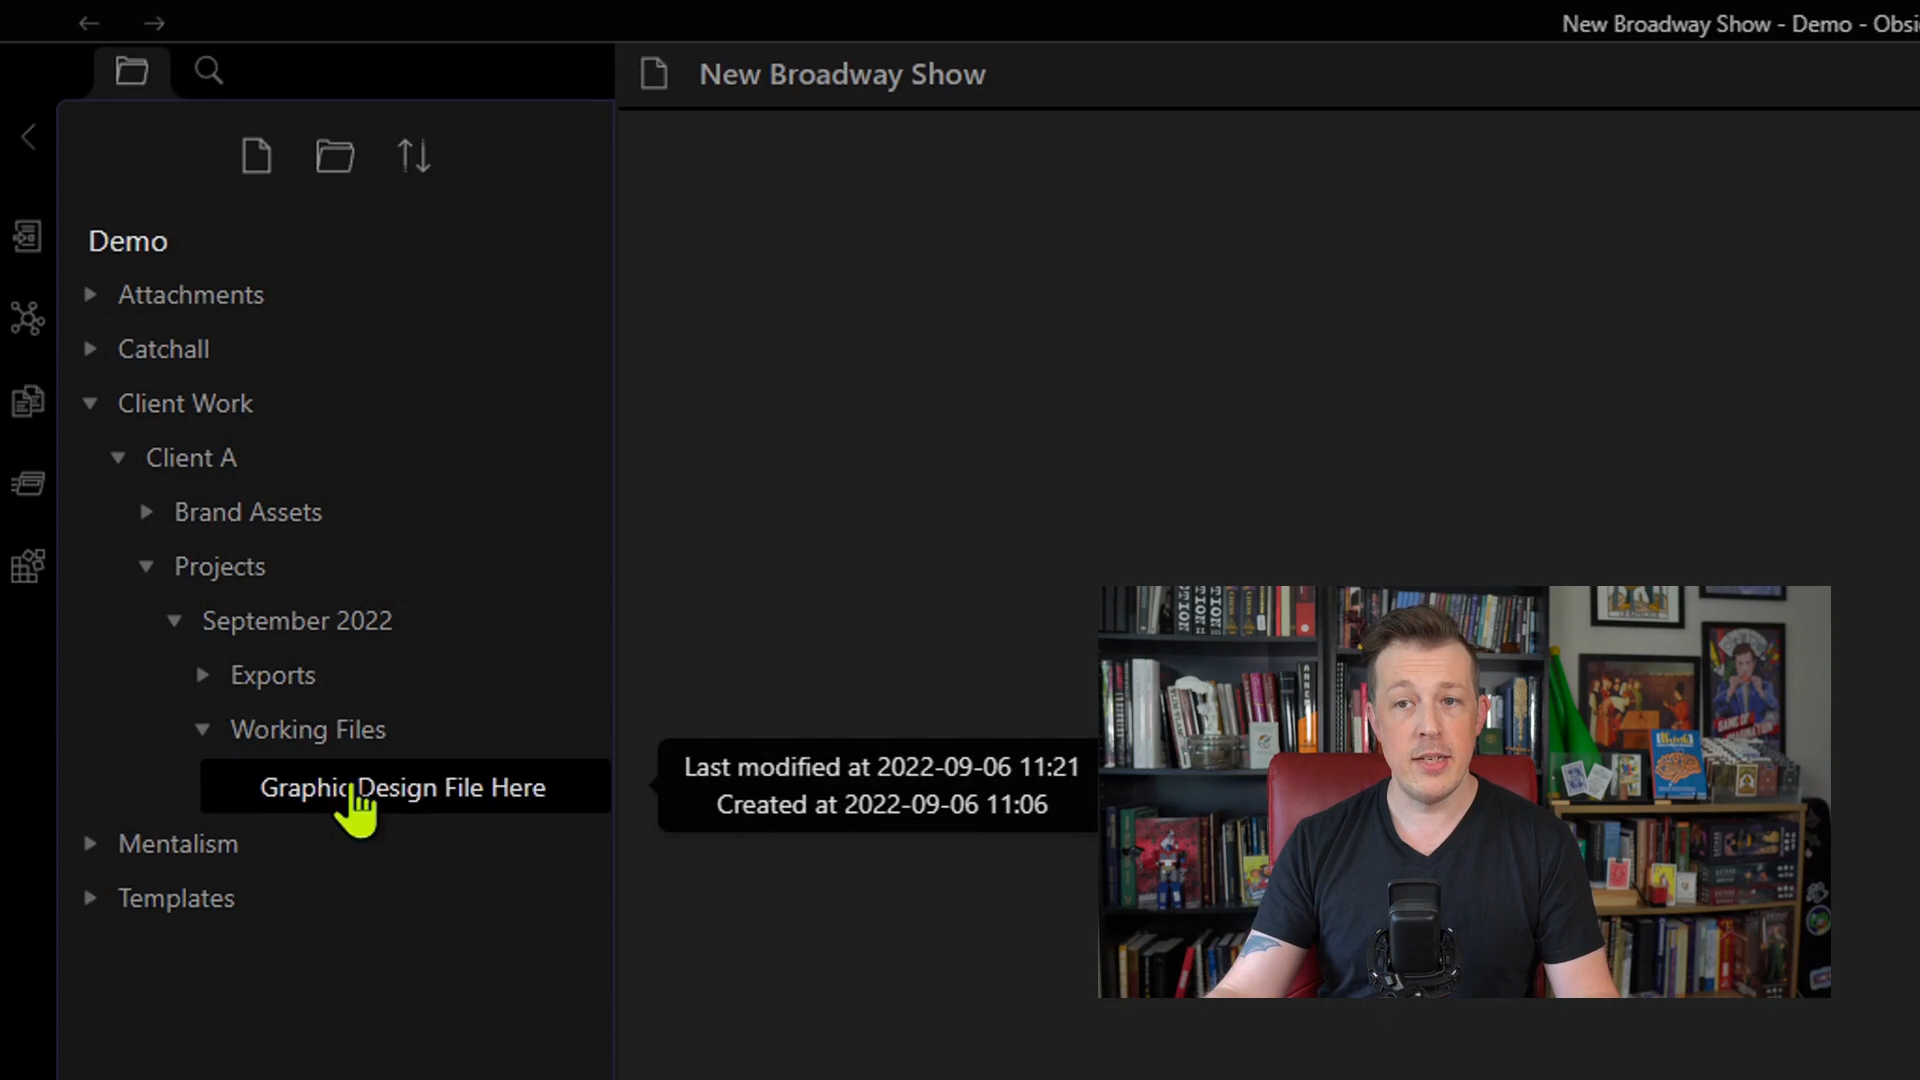 New Broadway Show - Demo - Obsi
New Broadway Show
Demo
Attachments
Catchall
Client Work
Client A
Brand Assets
Projects
September 2022
Exports
Working Files
Graphic Design File Here
Last modified at 2022-09-06 11:21
Created at 2022-09-06 11:06
Mentalism
Templates